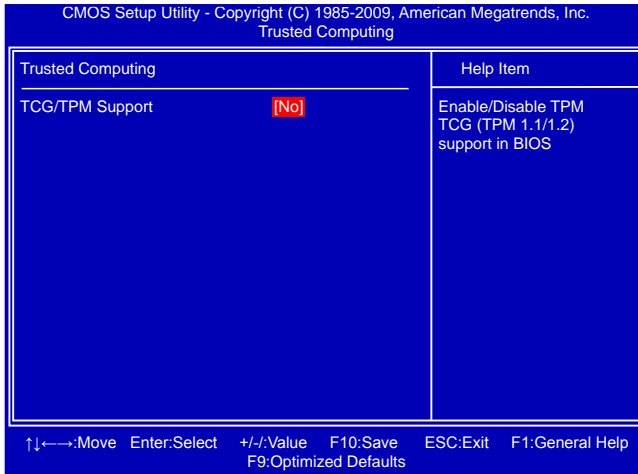 CMOS Setup Utility - Copyright (C) 1985-2009, American Megatrends, Inc.
Trusted Computing
Trusted Computing
Help Item
TCG/TPM Support [No]
Enable/Disable TPM
TCG (TPM 1.1/1.2)
support in BIOS
↑↓←→:Move Enter:Select +/-/:Value F10:Save ESC:Exit F1:General Help
F9:Optimized Defaults